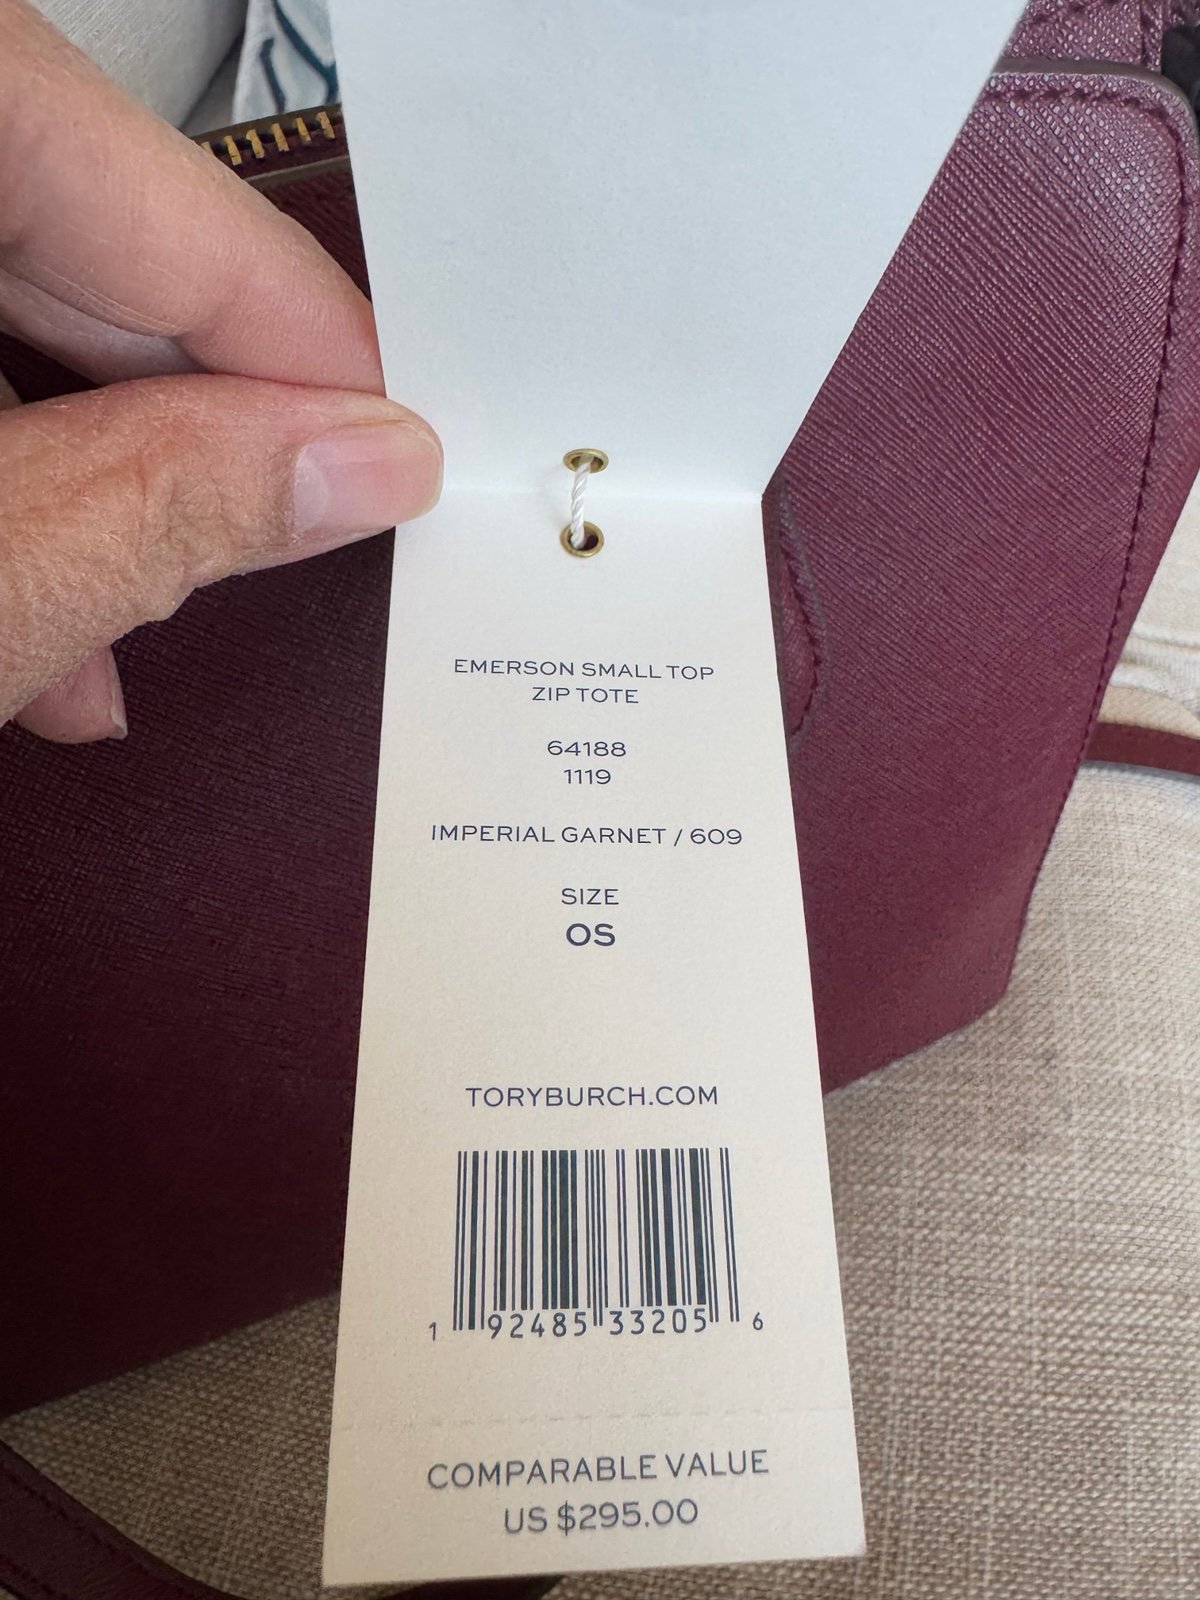 EMERSON SMALL TOP
ZIP TOTE
64188
1119
IMPERIAL GARNET / 609
SIZE
OS
TORYBURCH.COM
1 92485 33205 6
COMPARABLE VALUE
US $295.00